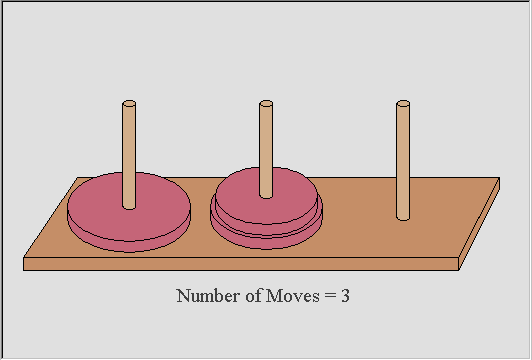 Number of Moves = 3